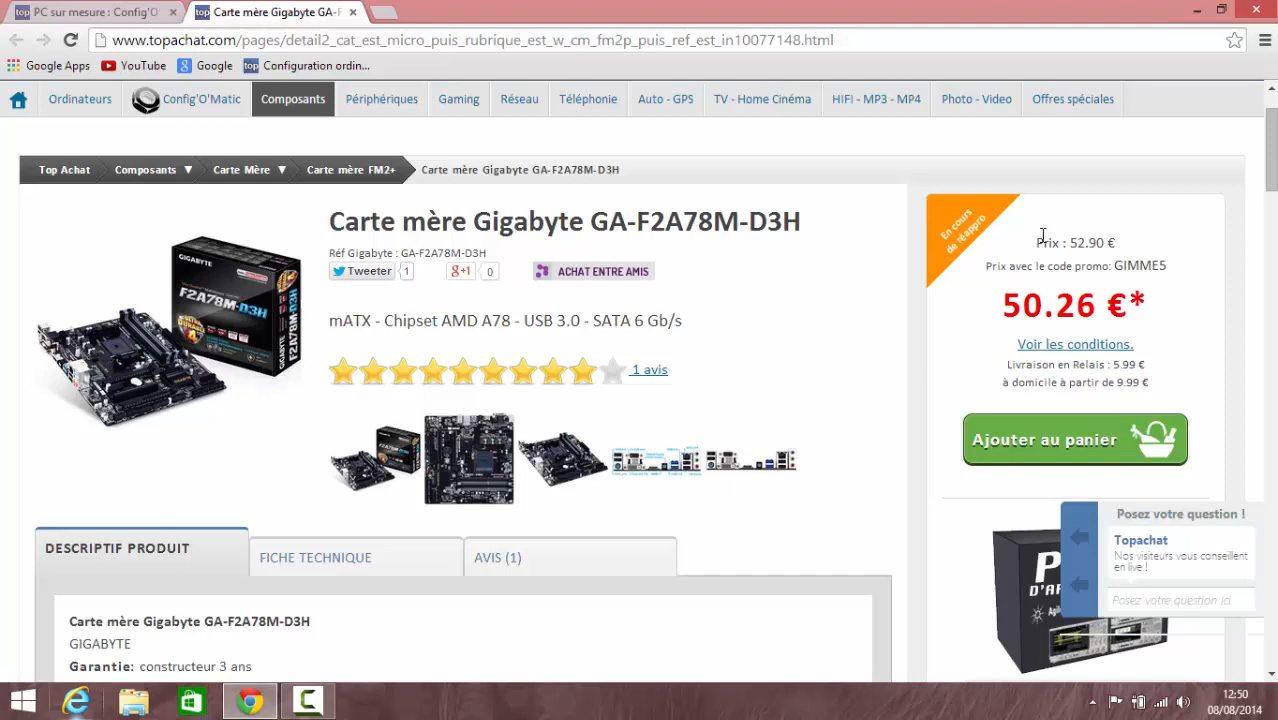 PC sur mesure : Config'O
Carte mère Gigabyte GA-F
www.topachat.com/pages/detail2_cat_est_micro_puis_rubrique_est_w_cm_fm2p_puis_ref_est_in10077148.html
Google Apps YouTube Google Configuration ordin...
Ordinateurs Config'O'Matic Composants Périphériques Gaming Réseau Téléphonie Auto - GPS TV - Home Cinéma HIFI - MP3 - MP4 Photo - Video Offres spéciales
Top Achat Composants ▼ Carte Mère ▼ Carte mère FM2+ Carte mère Gigabyte GA-F2A78M-D3H
Carte mère Gigabyte GA-F2A78M-D3H
Réf Gigabyte : GA-F2A78M-D3H
Tweeter 1 g+1 0 ACHAT ENTRE AMIS
mATX - Chipset AMD A78 - USB 3.0 - SATA 6 Gb/s
1 avis
GIGABYTE
F2A78M-D3H
GIGABYTE
En cours
de réappro
Prix : 52.90 €
Prix avec le code promo: GIMME5
50.26 €*
Voir les conditions.
Livraison en Relais : 5.99 €
à domicile à partir de 9.99 €
Ajouter au panier
DESCRIPTIF PRODUIT
FICHE TECHNIQUE
AVIS (1)
Carte mère Gigabyte GA-F2A78M-D3H
GIGABYTE
Garantie: constructeur 3 ans
Posez votre question !
Topachat
Nos visiteurs vous conseillent
en live !
Posez votre question ici
12:50
08/08/2014